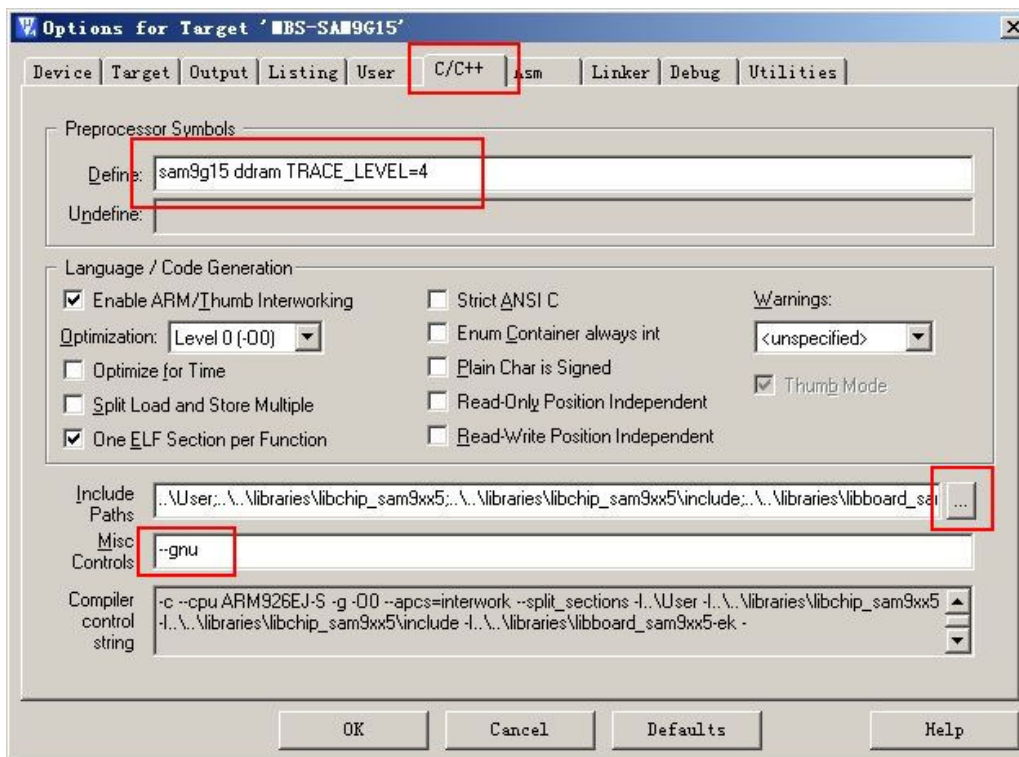 Options for Target 'MBS-SAM9G15'
Device Target Output Listing User C/C++ Asm Linker Debug Utilities
Preprocessor Symbols
Define: sam9g15 ddram TRACE_LEVEL=4
Undefine:
Language / Code Generation
Enable ARM/Thumb Interworking
Strict ANSI C
Warnings:
Optimization: Level 0 (-O0)
Enum Container always int
<unspecified>
Optimize for Time
Plain Char is Signed
Thumb Mode
Split Load and Store Multiple
Read-Only Position Independent
One ELF Section per Function
Read-Write Position Independent
Include Paths
..\User;..\..\libraries\libchip_sam9xx5;..\..\libraries\libchip_sam9xx5\include;..\..\libraries\libboard_sam
...
Misc Controls
--gnu
Compiler control string
-c --cpu ARM926EJ-S -g -O0 --apcs=interwork --split_sections -I..\User -I..\..\libraries\libchip_sam9xx5
-I..\..\libraries\libchip_sam9xx5\include -I..\..\libraries\libboard_sam9xx5-ek -
OK Cancel Defaults Help